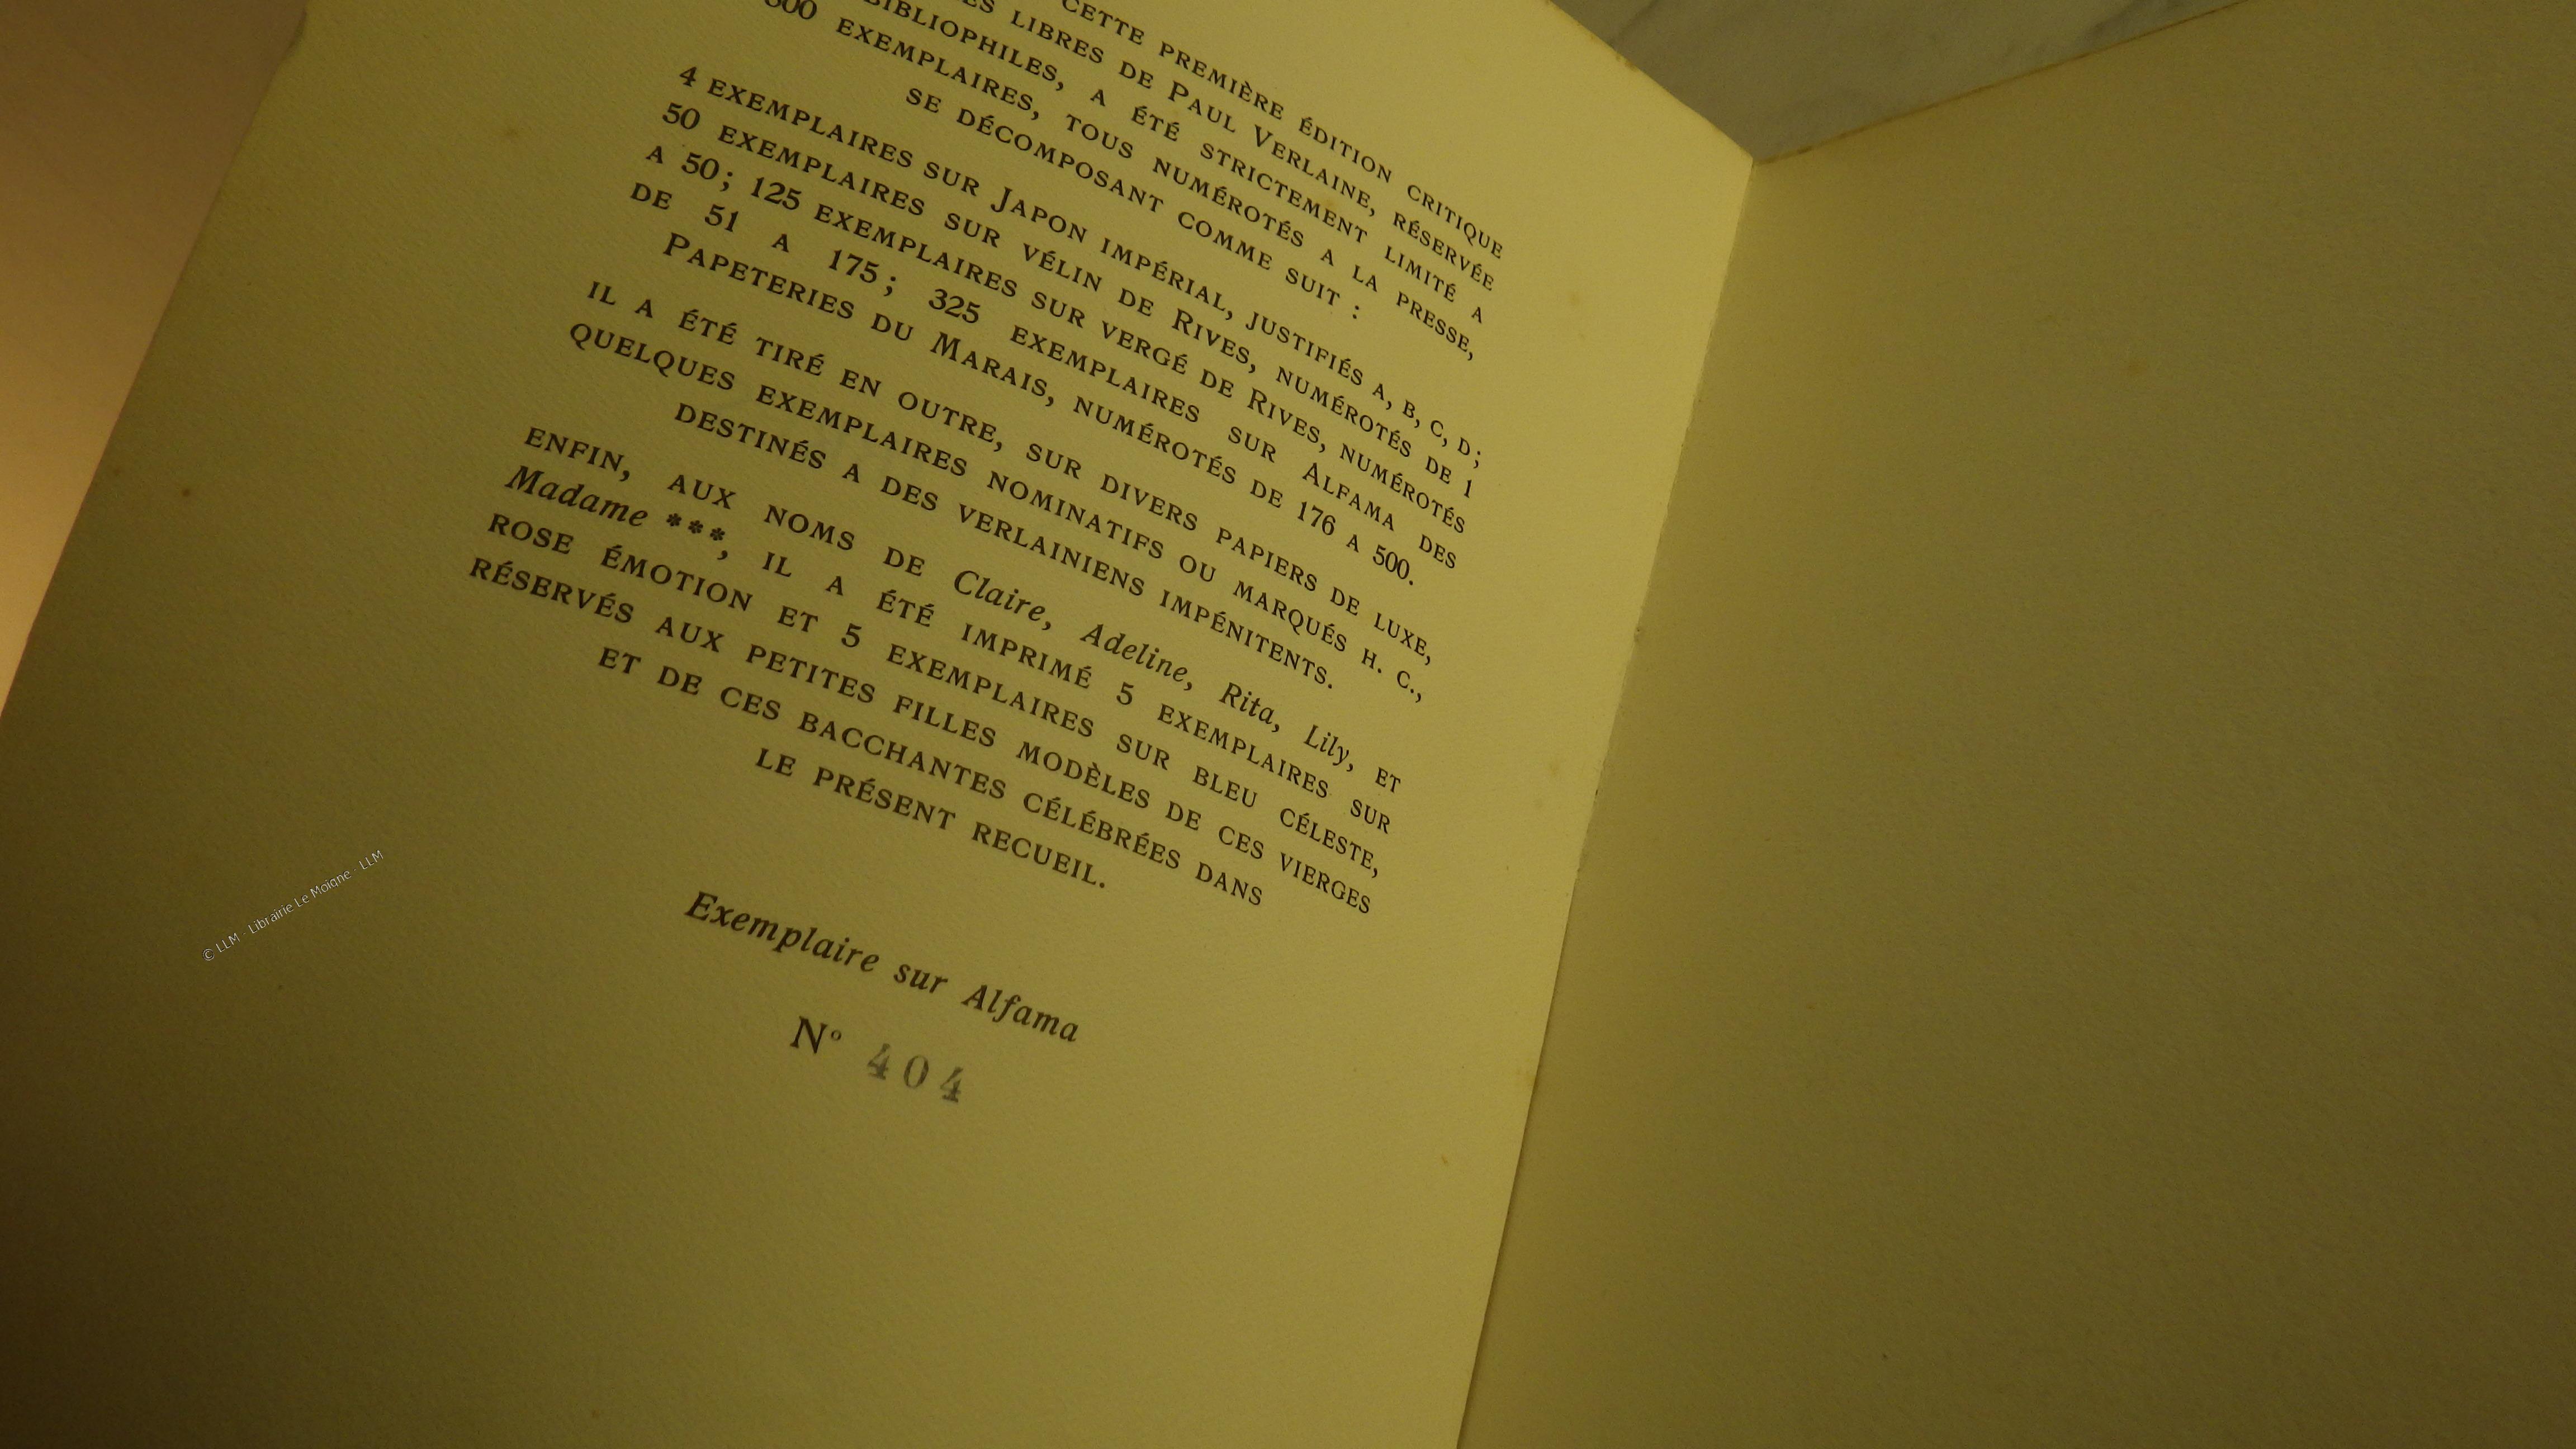 CETTE PREMIÈRE ÉDITION CRITIQUE
LIBRES DE PAUL VERLAINE, RÉSERVÉE
BIBLIOPHILES, A ÉTÉ STRICTEMENT LIMITÉ A
500 EXEMPLAIRES, TOUS NUMÉROTÉS A LA PRESSE,
SE DÉCOMPOSANT COMME SUIT :
4 EXEMPLAIRES SUR JAPON IMPÉRIAL, JUSTIFIÉS A, B, C, D ;
50 EXEMPLAIRES SUR VÉLIN DE RIVES, NUMÉROTÉS DE 1
A 50 ; 125 EXEMPLAIRES SUR VERGÉ DE RIVES, NUMÉROTÉS
DE 51 A 175 ; 325 EXEMPLAIRES SUR ALFAMA DES
PAPETERIES DU MARAIS, NUMÉROTÉS DE 176 A 500.
IL A ÉTÉ TIRÉ EN OUTRE, SUR DIVERS PAPIERS DE LUXE,
QUELQUES EXEMPLAIRES NOMINATIFS OU MARQUÉS H. C.,
DESTINÉS A DES VERLAINIENS IMPÉNITENTS.
ENFIN, AUX NOMS DE Claire, Adeline, Rita, Lily, ET
Madame ***, IL A ÉTÉ IMPRIMÉ 5 EXEMPLAIRES SUR
ROSE ÉMOTION ET 5 EXEMPLAIRES SUR BLEU CÉLESTE,
RÉSERVÉS AUX PETITES FILLES MODÈLES DE CES VIERGES
ET DE CES BACCHANTES CÉLÉBRÉES DANS
LE PRÉSENT RECUEIL.
Exemplaire sur Alfama
N° 404
© LLM - Librairie Le Moigne - LLM